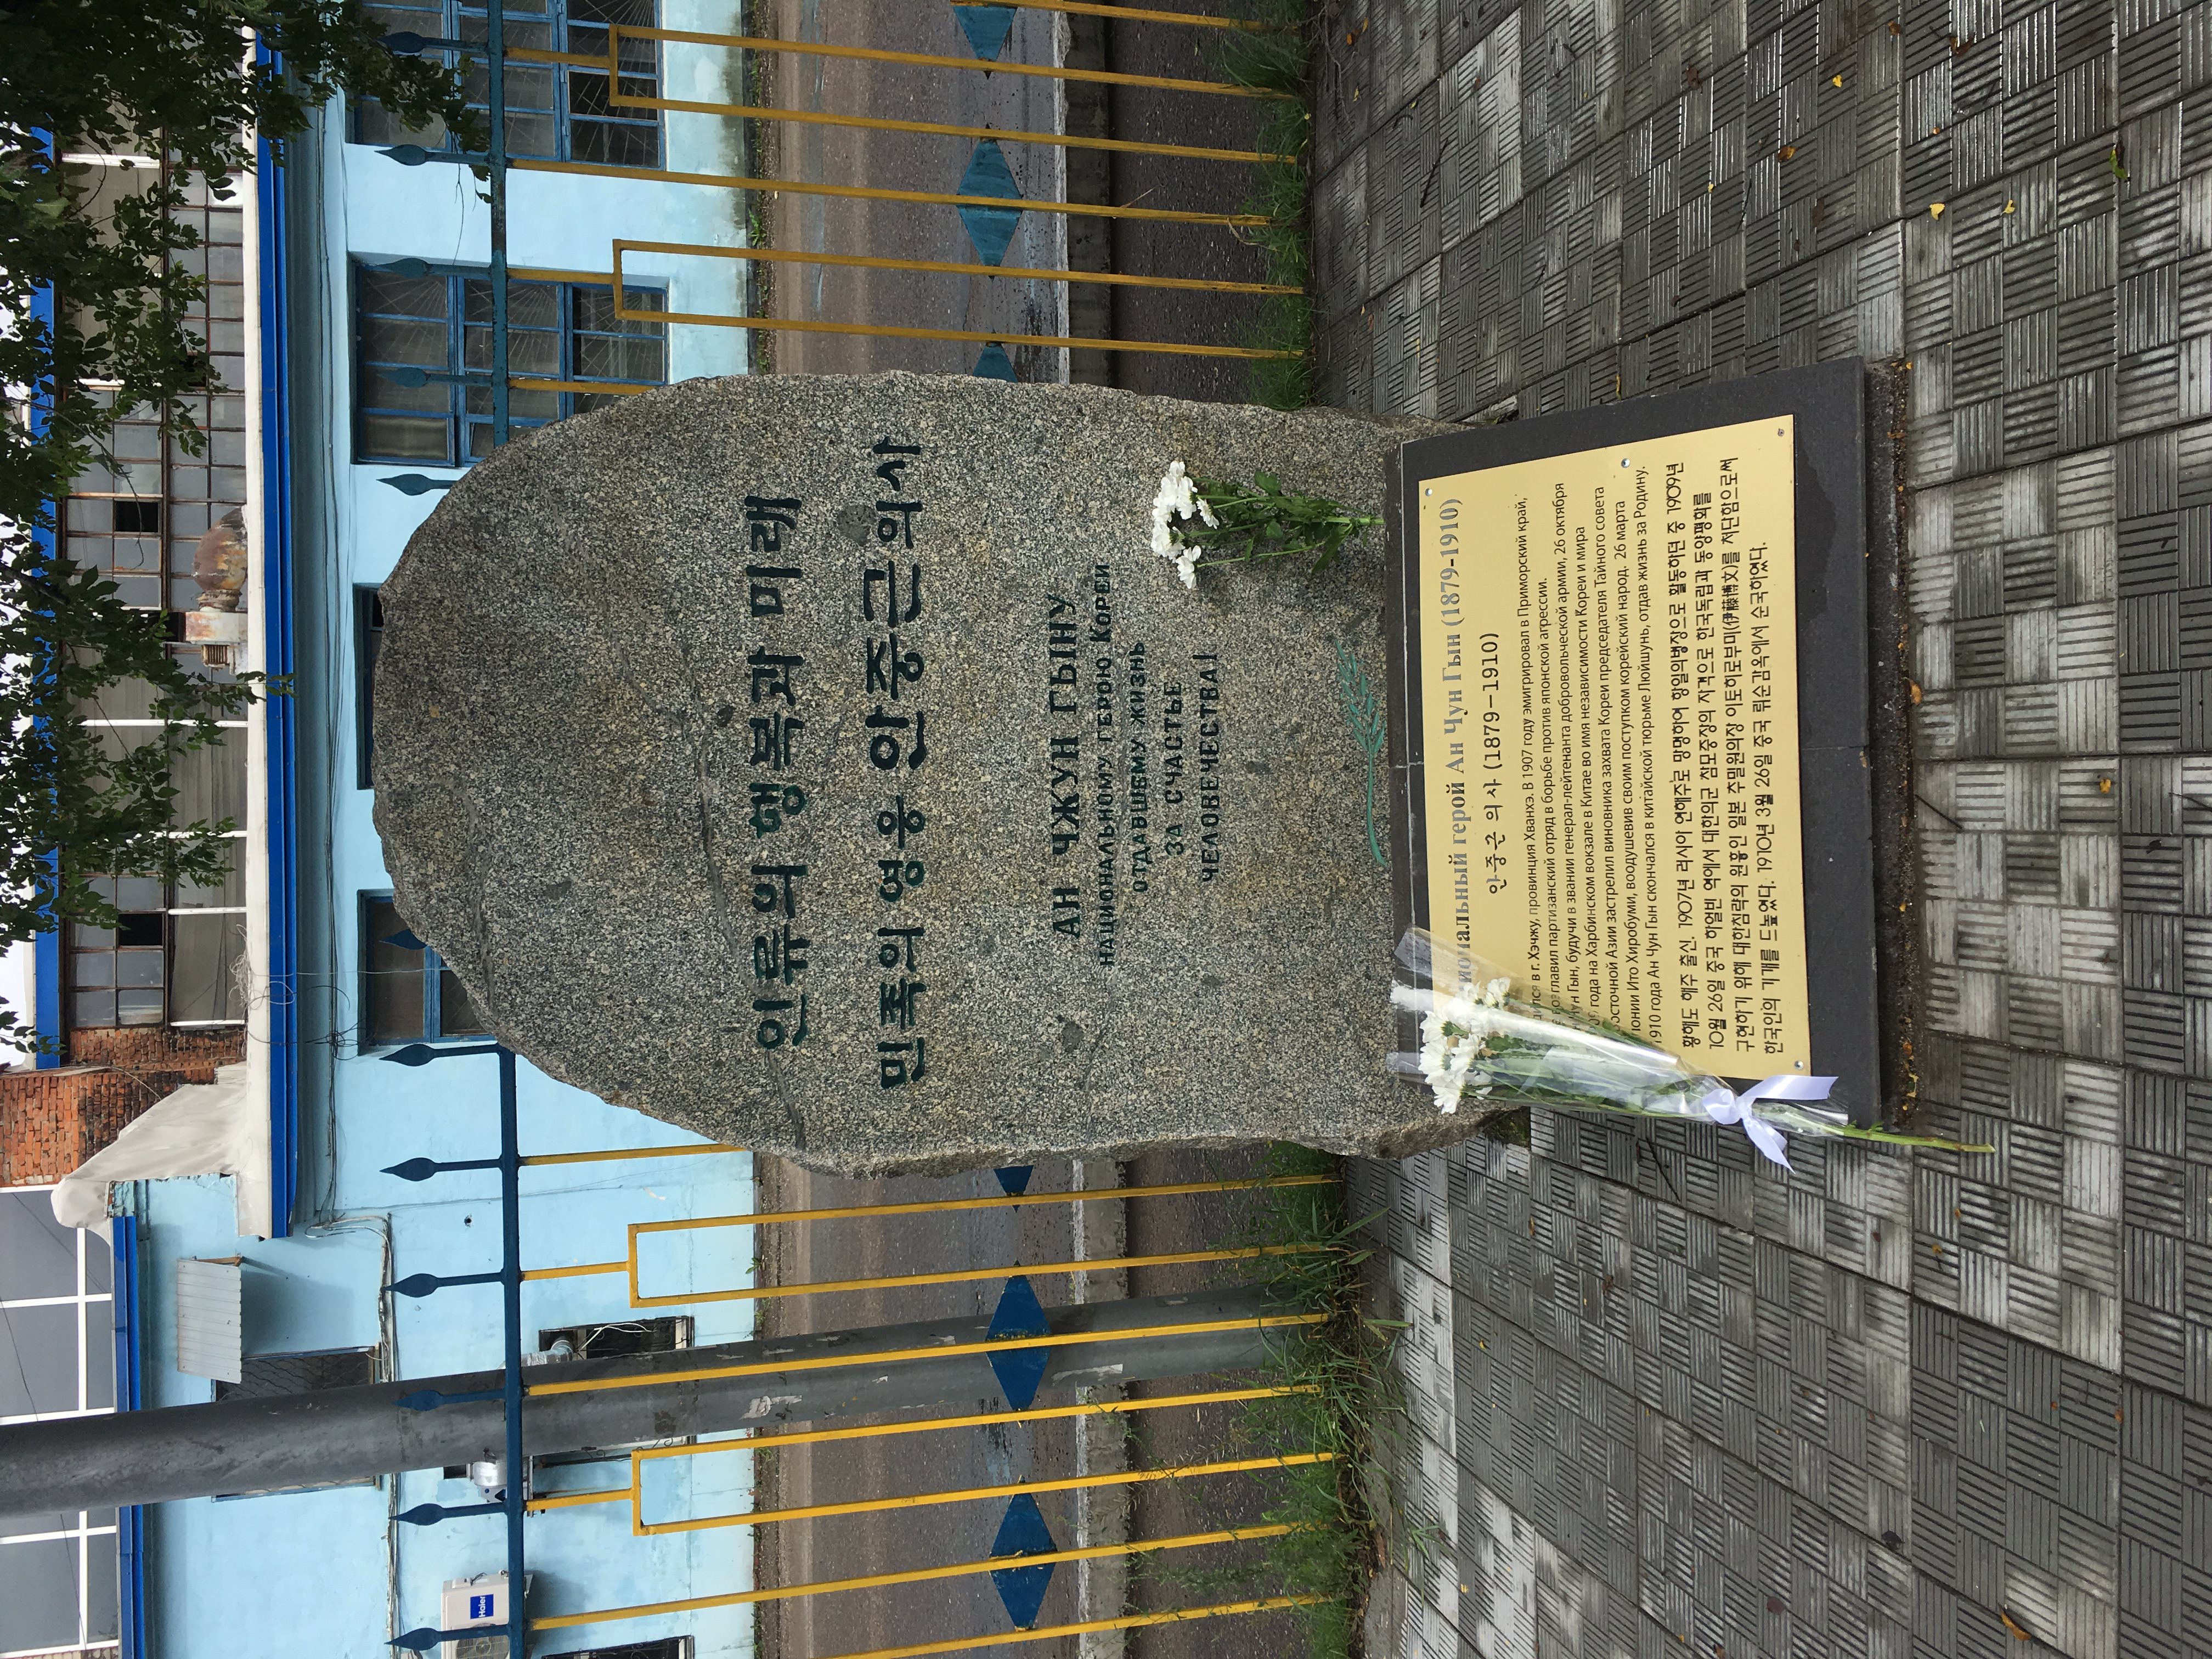 Haier
인류의 행복과 미래
민족의 영웅 안중근의사
АН ЧЖУН ГЫНУ
НАЦИОНАЛЬНОМУ ГЕРОЮ КОРЕИ
ОТДАВШЕМУ ЖИЗНЬ
ЗА СЧАСТЬЕ
ЧЕЛОВЕЧЕСТВА!
герой Ан Чун Гын (1879-1910)
안중근 의사 (1879-1910)
в г. Хэчжу, провинция Хванхэ. В 1907 году эмигрировал в Приморский край,
возглавил партизанский отряд в борьбе против японской агрессии.
Чун Гын, будучи в звании генерал-лейтенанта добровольческой армии, 26 октября
года на Харбинском вокзале в Китае во имя независимости Кореи и мира
Азии застрелил виновника захвата Кореи председателя Тайного совета
Ито Хиробуми, воодушевив своим поступком корейский народ. 26 марта
1910 года Ан Чун Гын скончался в китайской тюрьме Люйшунь, отдав жизнь за Родину.
황해도 해주 출신. 1907년 러시아 연해주로 망명하여 항일의병장으로 활동하던 중 1909년
10월 26일 중국 하얼빈 역에서 대한의군 참모중장의 자격으로 한국독립과 동양평화를
구현하기 위해 대한침략의 원흉인 일본 추밀원의장 이토히로부미(伊藤博文)를 처단함으로써
한국인의 기개를 드높였다. 1910년 3월 26일 중국 뤼순감옥에서 순국하였다.